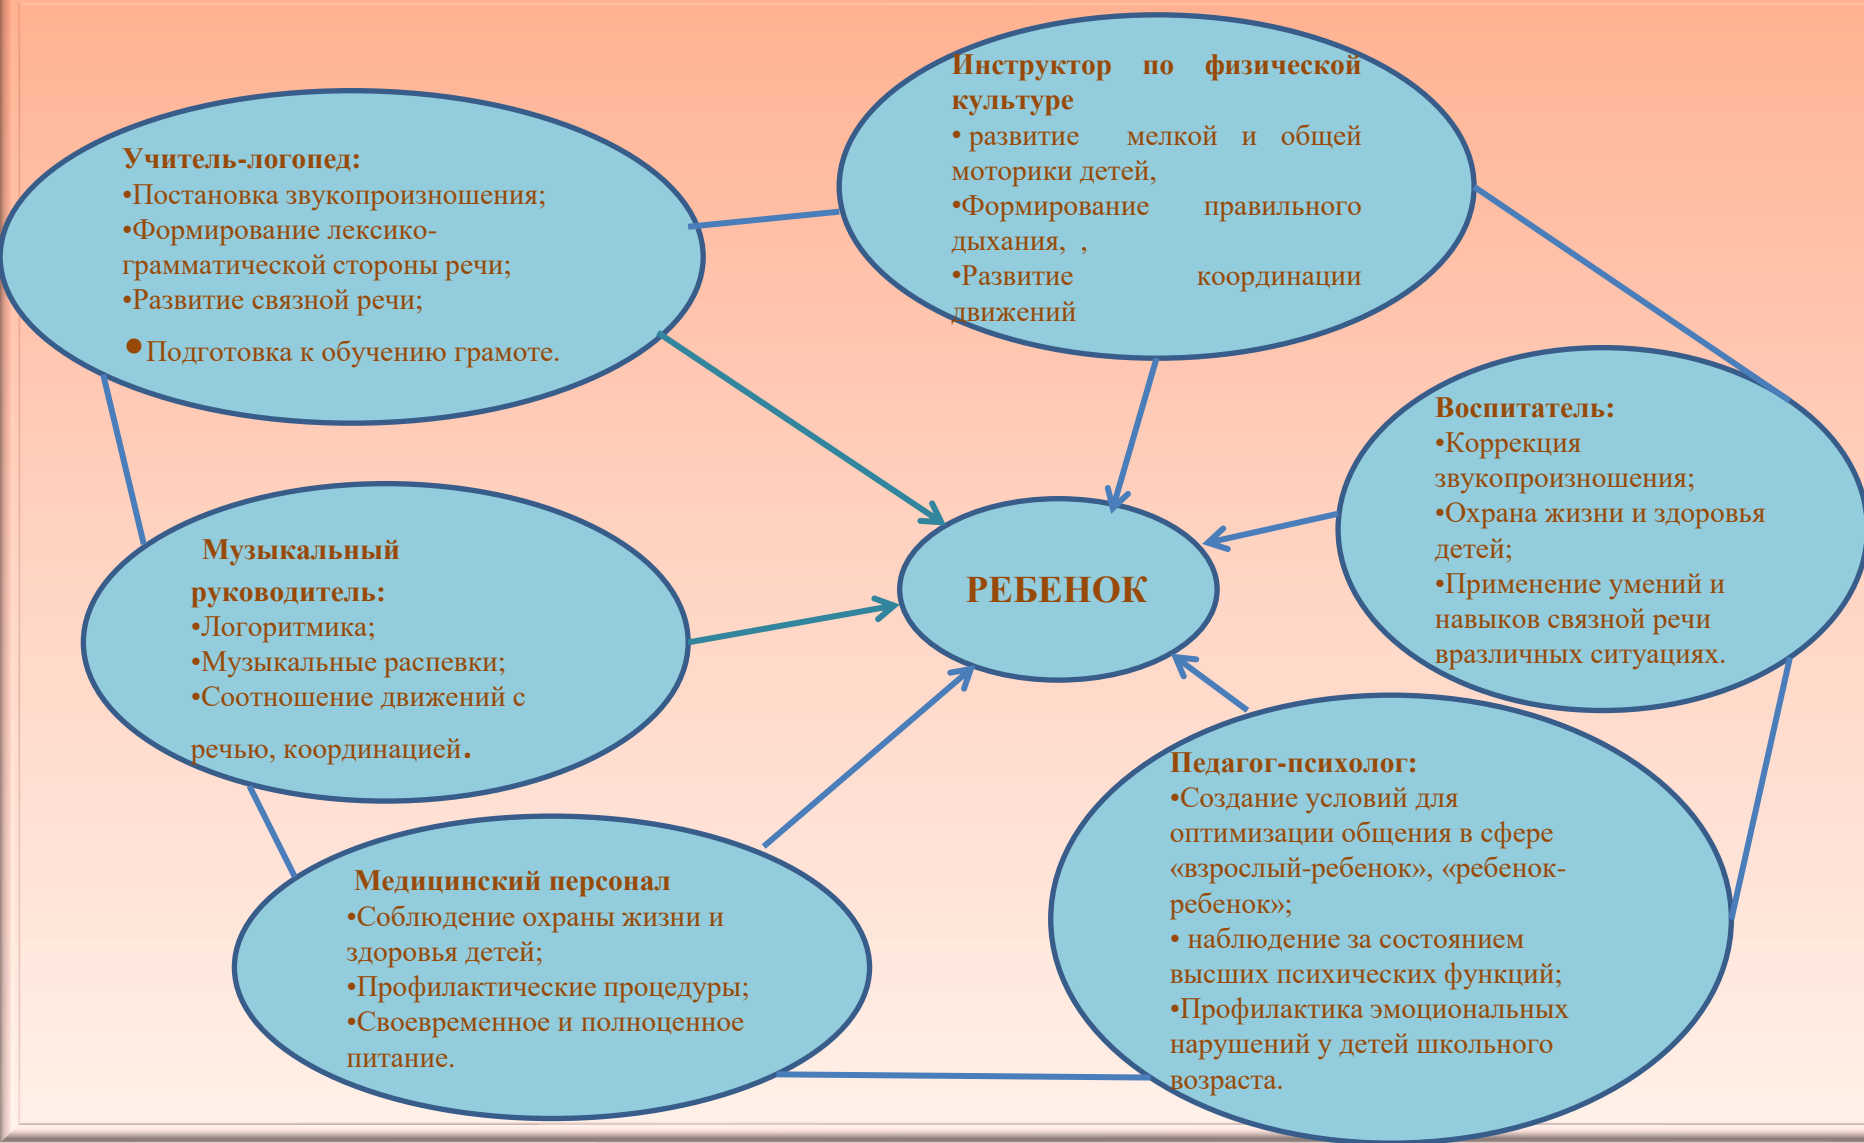 Инструктор по физической
культуре
• развитие мелкой и общей
моторики детей,
•Формирование правильного
дыхания, ,
•Развитие координации
движений
Учитель-логопед:
•Постановка звукопроизношения;
•Формирование лексико-
грамматической стороны речи;
•Развитие связной речи;
•Подготовка к обучению грамоте.
Воспитатель:
•Коррекция
звукопроизношения;
•Охрана жизни и здоровья
детей;
•Применение умений и
навыков связной речи
вразличных ситуациях.
Музыкальный
руководитель:
•Логоритмика;
•Музыкальные распевки;
•Соотношение движений с
речью, координацией.
РЕБЕНОК
Педагог-психолог:
•Создание условий для
оптимизации общения в сфере
«взрослый-ребенок», «ребенок-
ребенок»;
• наблюдение за состоянием
высших психических функций;
•Профилактика эмоциональных
нарушений у детей школьного
возраста.
Медицинский персонал
•Соблюдение охраны жизни и
здоровья детей;
•Профилактические процедуры;
•Своевременное и полноценное
питание.